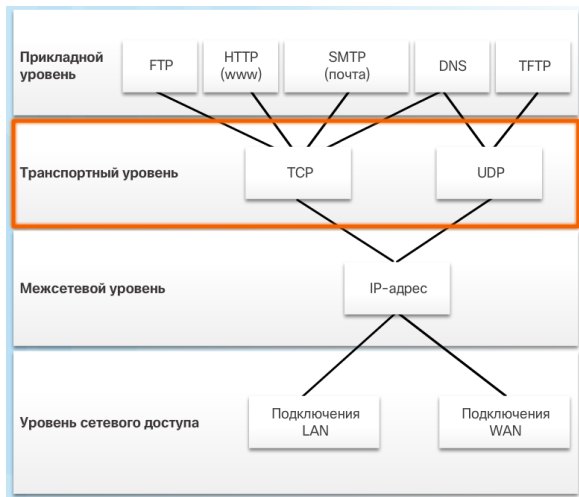 Прикладной
уровень
FTP
HTTP
(www)
SMTP
(почта)
DNS
TFTP
Транспортный уровень
TCP
UDP
Межсетевой уровень
IP-адрес
Уровень сетевого доступа
Подключения
LAN
Подключения
WAN